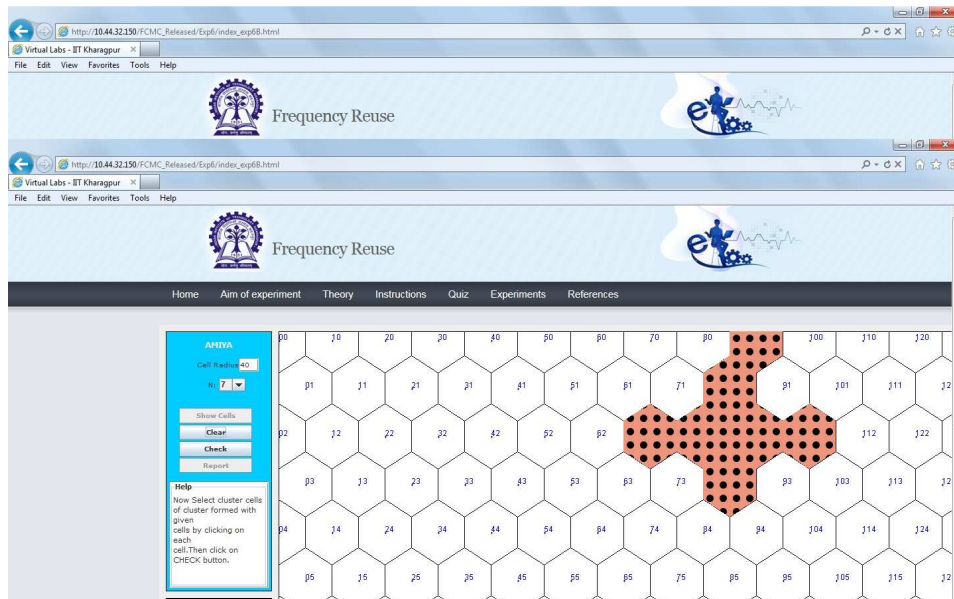 http://10.44.32.150/FCMC_Released/Exp6/index_exp6B.html
Virtual Labs - IIT Kharagpur
File Edit View Favorites Tools Help
Frequency Reuse
http://10.44.32.150/FCMC_Released/Exp6/index_exp6B.html
Virtual Labs - IIT Kharagpur
File Edit View Favorites Tools Help
Frequency Reuse
Home Aim of experiment Theory Instructions Quiz Experiments References
AMIYA
Cell Radius 40
N: 7
Show Cells
Clear
Check
Report
Help
Now Select cluster cells
of cluster formed with
given
cells by clicking on
each
cell.Then click on
CHECK button.
00 10 20 30 40 50 60 70 80 100 110 120
01 11 21 31 41 51 61 71 91 101 111 12
02 12 22 32 42 52 62 112 122
03 13 23 33 43 53 63 73 93 103 113 12
04 14 24 34 44 54 64 74 84 94 104 114 124
05 15 25 35 45 55 65 75 85 95 105 115 12